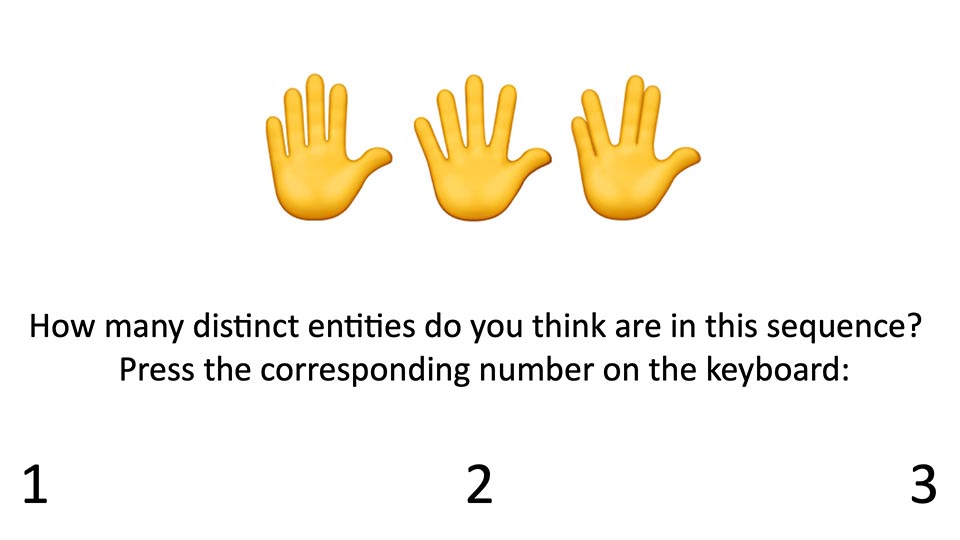 How many distinct entities do you think are in this sequence?
Press the corresponding number on the keyboard:
1 2 3